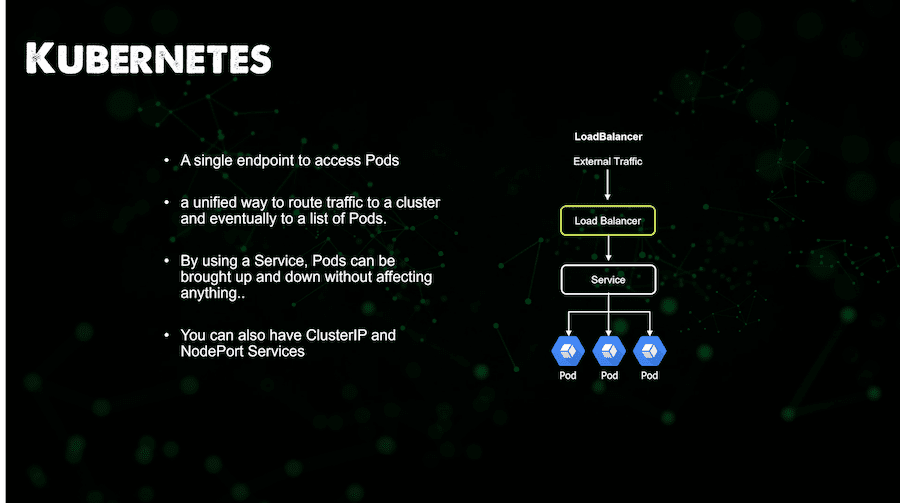 KUBERNETES
• A single endpoint to access Pods
• a unified way to route traffic to a cluster
and eventually to a list of Pods.
• By using a Service, Pods can be
brought up and down without affecting
anything..
• You can also have ClusterIP and
NodePort Services
LoadBalancer
External Traffic
Load Balancer
Service
Pod Pod Pod